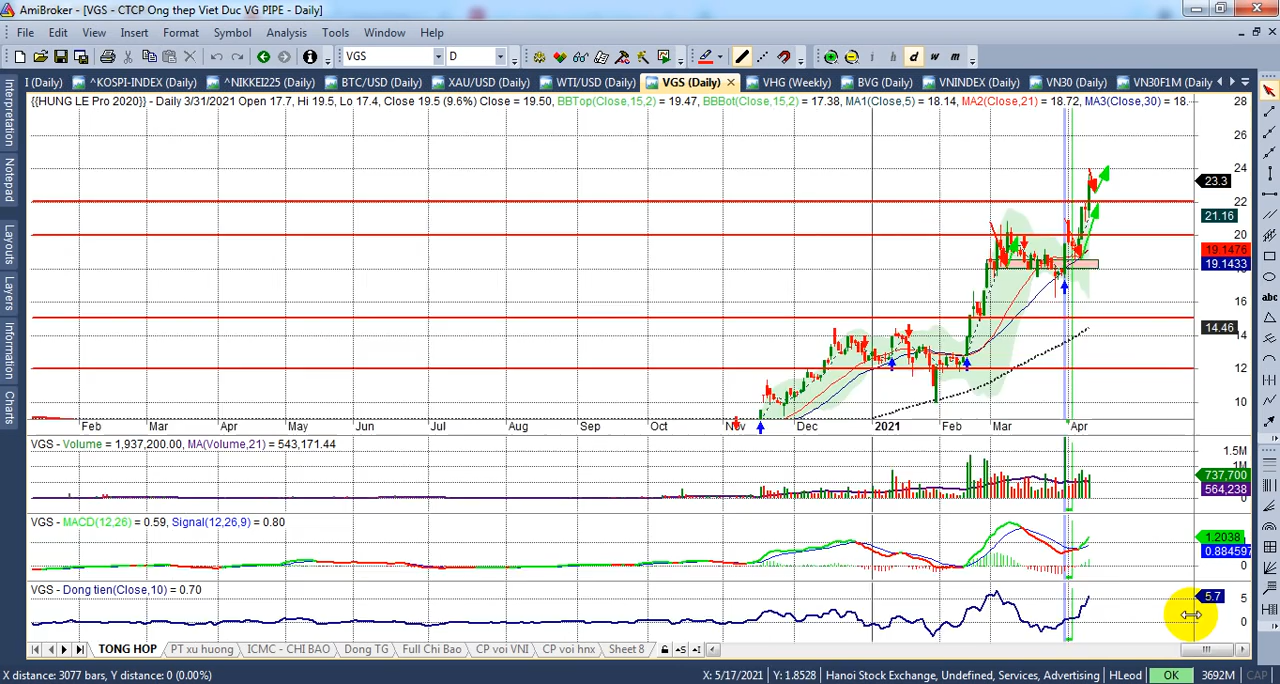 AmiBroker - [VGS - CTCP Ong thep Viet Duc VG PIPE - Daily]
File Edit View Insert Format Symbol Analysis Tools Window Help
VGS D i d w m
I (Daily) ^KOSPI-INDEX (Daily) ^NIKKEI225 (Daily) BTC/USD (Daily) XAU/USD (Daily) WTI/USD (Daily) VGS (Daily) VHG (Weekly) BVG (Daily) VNINDEX (Daily) VN30 (Daily) VN30F1M (Daily
Interpretation
Notepad
Layouts
Layers
Information
Charts
{{HUNG LE Pro 2020}} - Daily 3/31/2021 Open 17.7, Hi 19.5, Lo 17.4, Close 19.5 (9.6%) Close = 19.50, BBTop(Close,15,2) = 19.47, BBBot(Close,15,2) = 17.38, MA1(Close,5) = 18.14, MA2(Close,21) = 18.72, MA3(Close,30) = 18.
28
26
24
23.3
22
21.16
20
19.1476
19.1433
18
16
14.46
14
12
10
Feb Mar Apr Jun Jul Aug Sep Oct Nov Dec 2021 Feb Mar Apr
VGS - Volume = 1,937,200.00, MA(Volume,21) = 543,171.44
1.5M
1M
737,700
564,238
0
VGS - MACD(12,26) = 0.59, Signal(12,26,9) = 0.80
1.2038
0.884597
0
VGS - Dong tien(Close,10) = 0.70
5.7
5
0
abc
TONG HOP PT xu huong ICMC - CHI BAO Dong TG Full Chi Bao CP voi VNI CP voi hnx Sheet 8
X distance: 3077 bars, Y distance: 0 (0.00%) X: 5/17/2021 Y: 1.8528 Hanoi Stock Exchange, Undefined, Services, Advertising HLeod OK 3692M CAP